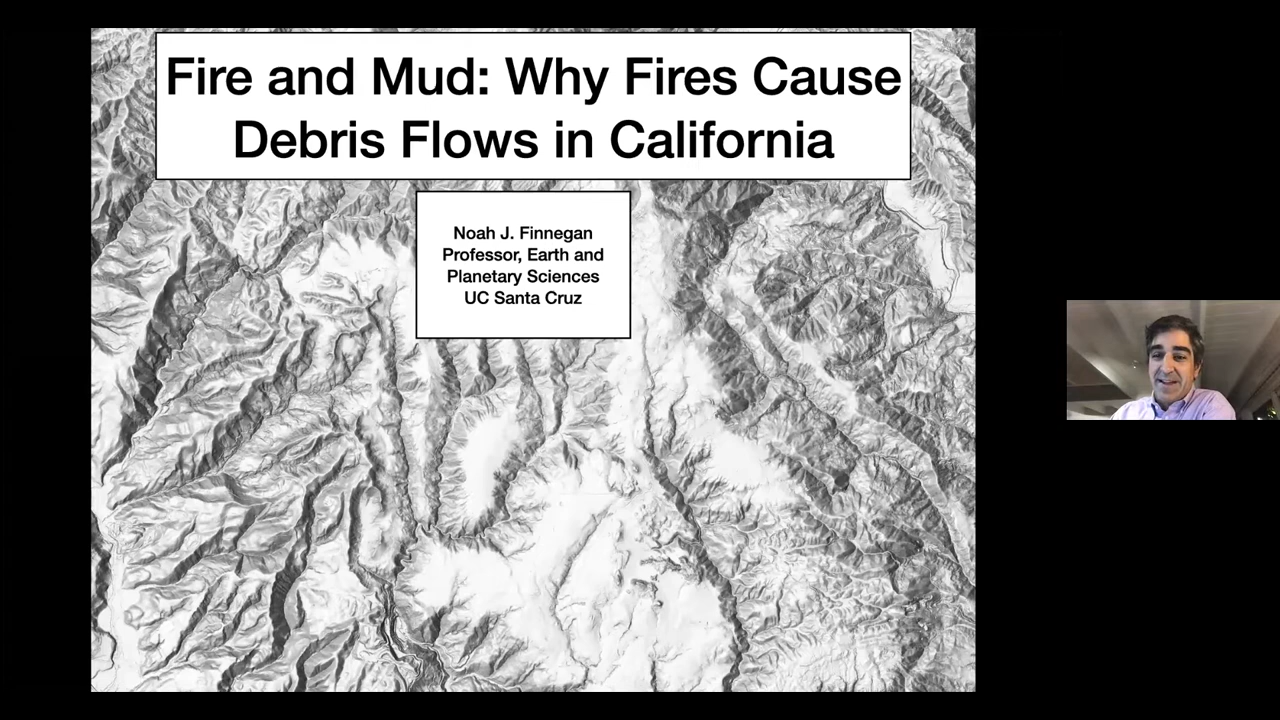 Fire and Mud: Why Fires Cause
Debris Flows in California
Noah J. Finnegan
Professor, Earth and
Planetary Sciences
UC Santa Cruz